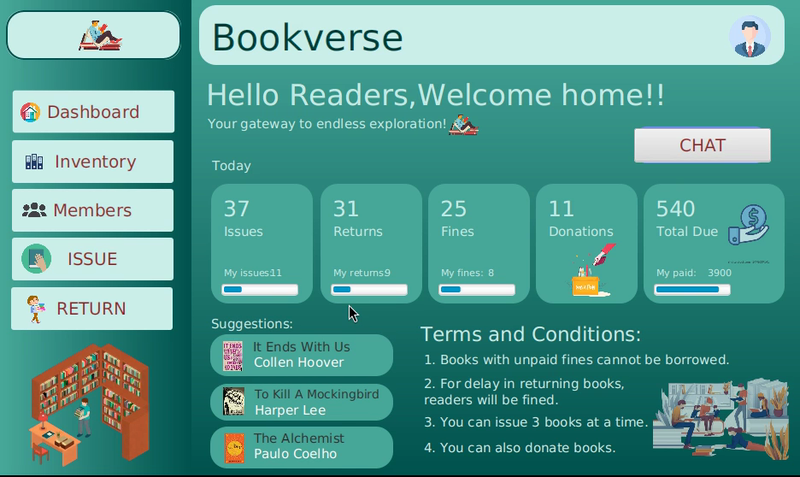 Bookverse
Hello Readers,Welcome home!!
Your gateway to endless exploration!
CHAT
Dashboard
Inventory
Members
ISSUE
RETURN
Today
37
Issues
My issues11
31
Returns
My returns9
25
Fines
My fines: 8
11
Donations
540
Total Due
My paid: 3900
Suggestions:
It Ends With Us
Collen Hoover
To Kill A Mockingbird
Harper Lee
The Alchemist
Paulo Coelho
Terms and Conditions:
1. Books with unpaid fines cannot be borrowed.
2. For delay in returning books,
readers will be fined.
3. You can issue 3 books at a time.
4. You can also donate books.